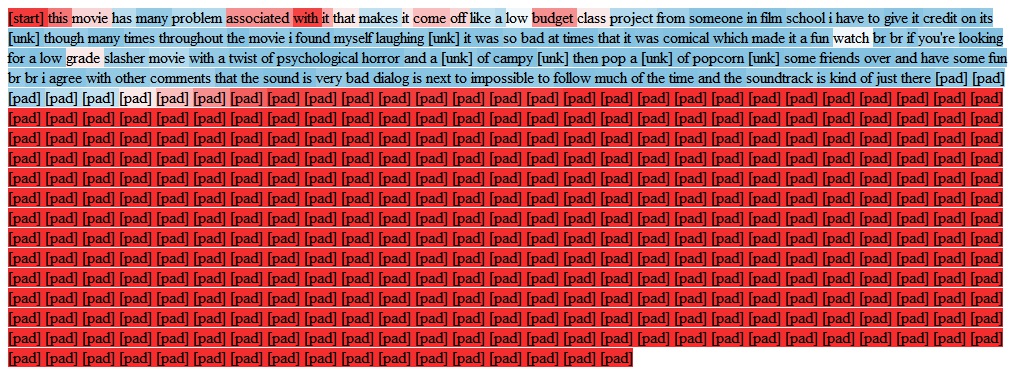 [start] this movie has many problem associated with it that makes it come off like a low budget class project from someone in film school i have to give it credit on its
[unk] though many times throughout the movie i found myself laughing [unk] it was so bad at times that it was comical which made it a fun watch br br if you're looking
for a low grade slasher movie with a twist of psychological horror and a [unk] of campy [unk] then pop a [unk] of popcorn [unk] some friends over and have some fun
br br i agree with other comments that the sound is very bad dialog is next to impossible to follow much of the time and the soundtrack is kind of just there [pad] [pad]
[pad] [pad] [pad] [pad] [pad] [pad] [pad] [pad] [pad] [pad] [pad] [pad] [pad] [pad] [pad] [pad] [pad] [pad] [pad] [pad] [pad] [pad] [pad] [pad] [pad] [pad] [pad]
[pad] [pad] [pad] [pad] [pad] [pad] [pad] [pad] [pad] [pad] [pad] [pad] [pad] [pad] [pad] [pad] [pad] [pad] [pad] [pad] [pad] [pad] [pad] [pad] [pad] [pad] [pad]
[pad] [pad] [pad] [pad] [pad] [pad] [pad] [pad] [pad] [pad] [pad] [pad] [pad] [pad] [pad] [pad] [pad] [pad] [pad] [pad] [pad] [pad] [pad] [pad] [pad] [pad] [pad]
[pad] [pad] [pad] [pad] [pad] [pad] [pad] [pad] [pad] [pad] [pad] [pad] [pad] [pad] [pad] [pad] [pad] [pad] [pad] [pad] [pad] [pad] [pad] [pad] [pad] [pad] [pad]
[pad] [pad] [pad] [pad] [pad] [pad] [pad] [pad] [pad] [pad] [pad] [pad] [pad] [pad] [pad] [pad] [pad] [pad] [pad] [pad] [pad] [pad] [pad] [pad] [pad] [pad] [pad]
[pad] [pad] [pad] [pad] [pad] [pad] [pad] [pad] [pad] [pad] [pad] [pad] [pad] [pad] [pad] [pad] [pad] [pad] [pad] [pad] [pad] [pad] [pad] [pad] [pad] [pad] [pad]
[pad] [pad] [pad] [pad] [pad] [pad] [pad] [pad] [pad] [pad] [pad] [pad] [pad] [pad] [pad] [pad] [pad] [pad] [pad] [pad] [pad] [pad] [pad] [pad] [pad] [pad] [pad]
[pad] [pad] [pad] [pad] [pad] [pad] [pad] [pad] [pad] [pad] [pad] [pad] [pad] [pad] [pad] [pad] [pad] [pad] [pad] [pad] [pad] [pad] [pad] [pad] [pad] [pad] [pad]
[pad] [pad] [pad] [pad] [pad] [pad] [pad] [pad] [pad] [pad] [pad] [pad] [pad] [pad] [pad] [pad] [pad] [pad] [pad] [pad] [pad] [pad] [pad] [pad] [pad] [pad] [pad]
[pad] [pad] [pad] [pad] [pad] [pad] [pad] [pad] [pad] [pad] [pad] [pad] [pad] [pad] [pad] [pad] [pad] [pad] [pad] [pad] [pad] [pad] [pad] [pad] [pad] [pad] [pad]
[pad] [pad] [pad] [pad] [pad] [pad] [pad] [pad] [pad] [pad] [pad] [pad] [pad] [pad] [pad] [pad] [pad] [pad] [pad] [pad] [pad] [pad] [pad] [pad] [pad] [pad] [pad]
[pad] [pad] [pad] [pad] [pad] [pad] [pad] [pad] [pad] [pad] [pad] [pad] [pad] [pad] [pad] [pad] [pad] [pad] [pad] [pad] [pad] [pad] [pad] [pad] [pad] [pad] [pad]
[pad] [pad] [pad] [pad] [pad] [pad] [pad] [pad] [pad] [pad] [pad] [pad] [pad] [pad] [pad] [pad] [pad] [pad] [pad] [pad] [pad] [pad] [pad] [pad] [pad] [pad] [pad]
[pad] [pad] [pad] [pad] [pad] [pad] [pad] [pad] [pad] [pad] [pad] [pad] [pad] [pad] [pad] [pad] [pad]